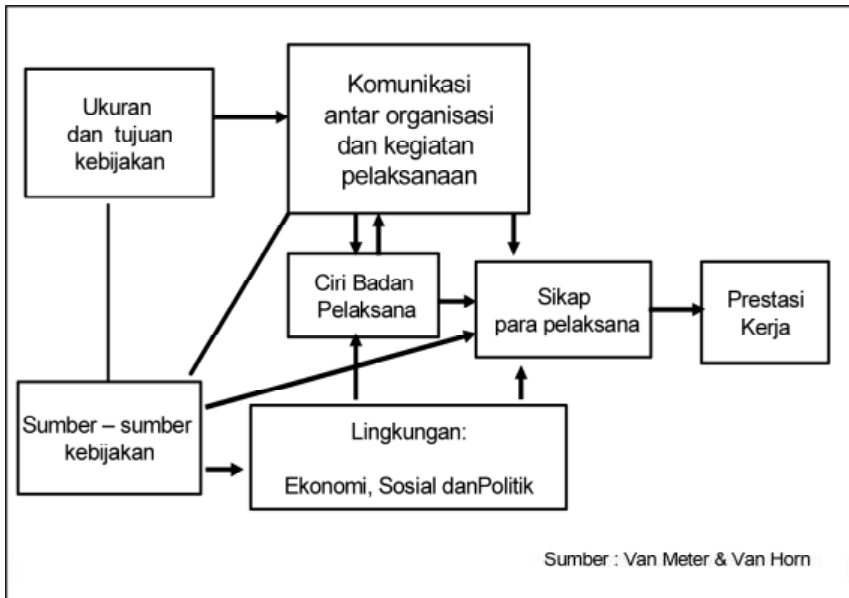 Ukuran
dan tujuan
kebijakan
Komunikasi
antar organisasi
dan kegiatan
pelaksanaan
Ciri Badan
Pelaksana
Sikap
para pelaksana
Prestasi
Kerja
Sumber – sumber
kebijakan
Lingkungan:
Ekonomi, Sosial danPolitik
Sumber : Van Meter & Van Horn